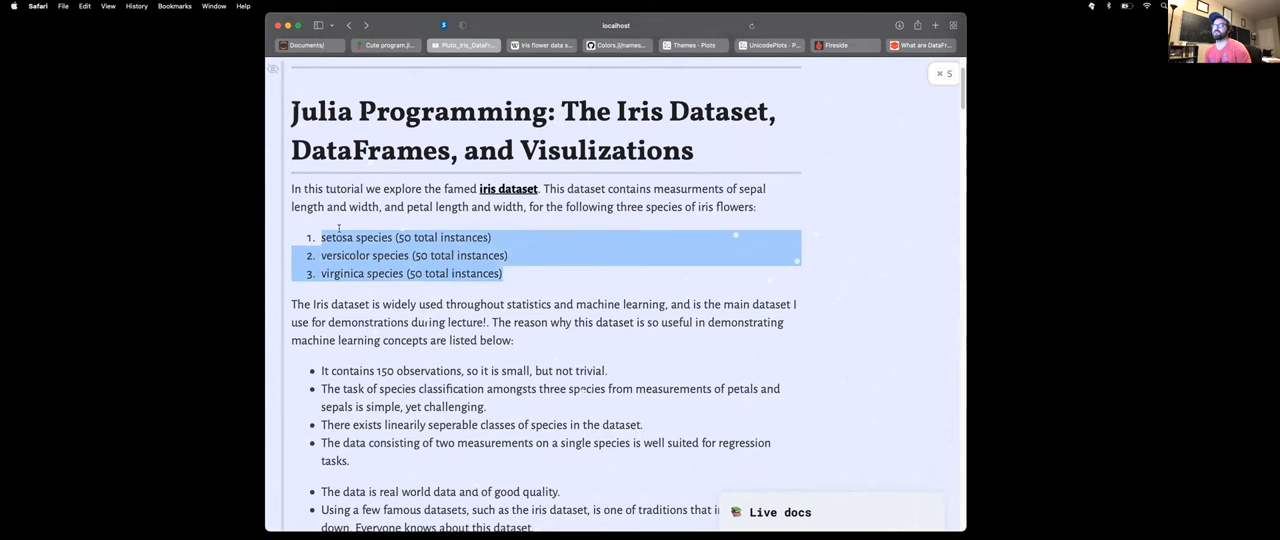 Safari File Edit View History Bookmarks Window Help
localhost
Documents/
Cute program.jl...
Pluto_Iris_DataFr...
Iris flower data s...
Colors.jl/names...
Themes - Plots
UnicodePlots · P...
Fireside
What are DataFr...
⌘ S
Julia Programming: The Iris Dataset,
DataFrames, and Visulizations
In this tutorial we explore the famed iris dataset. This dataset contains measurments of sepal
length and width, and petal length and width, for the following three species of iris flowers:
1. setosa species (50 total instances)
2. versicolor species (50 total instances)
3. virginica species (50 total instances)
The Iris dataset is widely used throughout statistics and machine learning, and is the main dataset I
use for demonstrations during lecture!. The reason why this dataset is so useful in demonstrating
machine learning concepts are listed below:
• It contains 150 observations, so it is small, but not trivial.
• The task of species classification amongsts three species from measurements of petals and
sepals is simple, yet challenging.
• There exists linearily seperable classes of species in the dataset.
• The data consisting of two measurements on a single species is well suited for regression
tasks.
• The data is real world data and of good quality.
• Using a few famous datasets, such as the iris dataset, is one of traditions that i
down. Everyone knows about this dataset.
Live docs